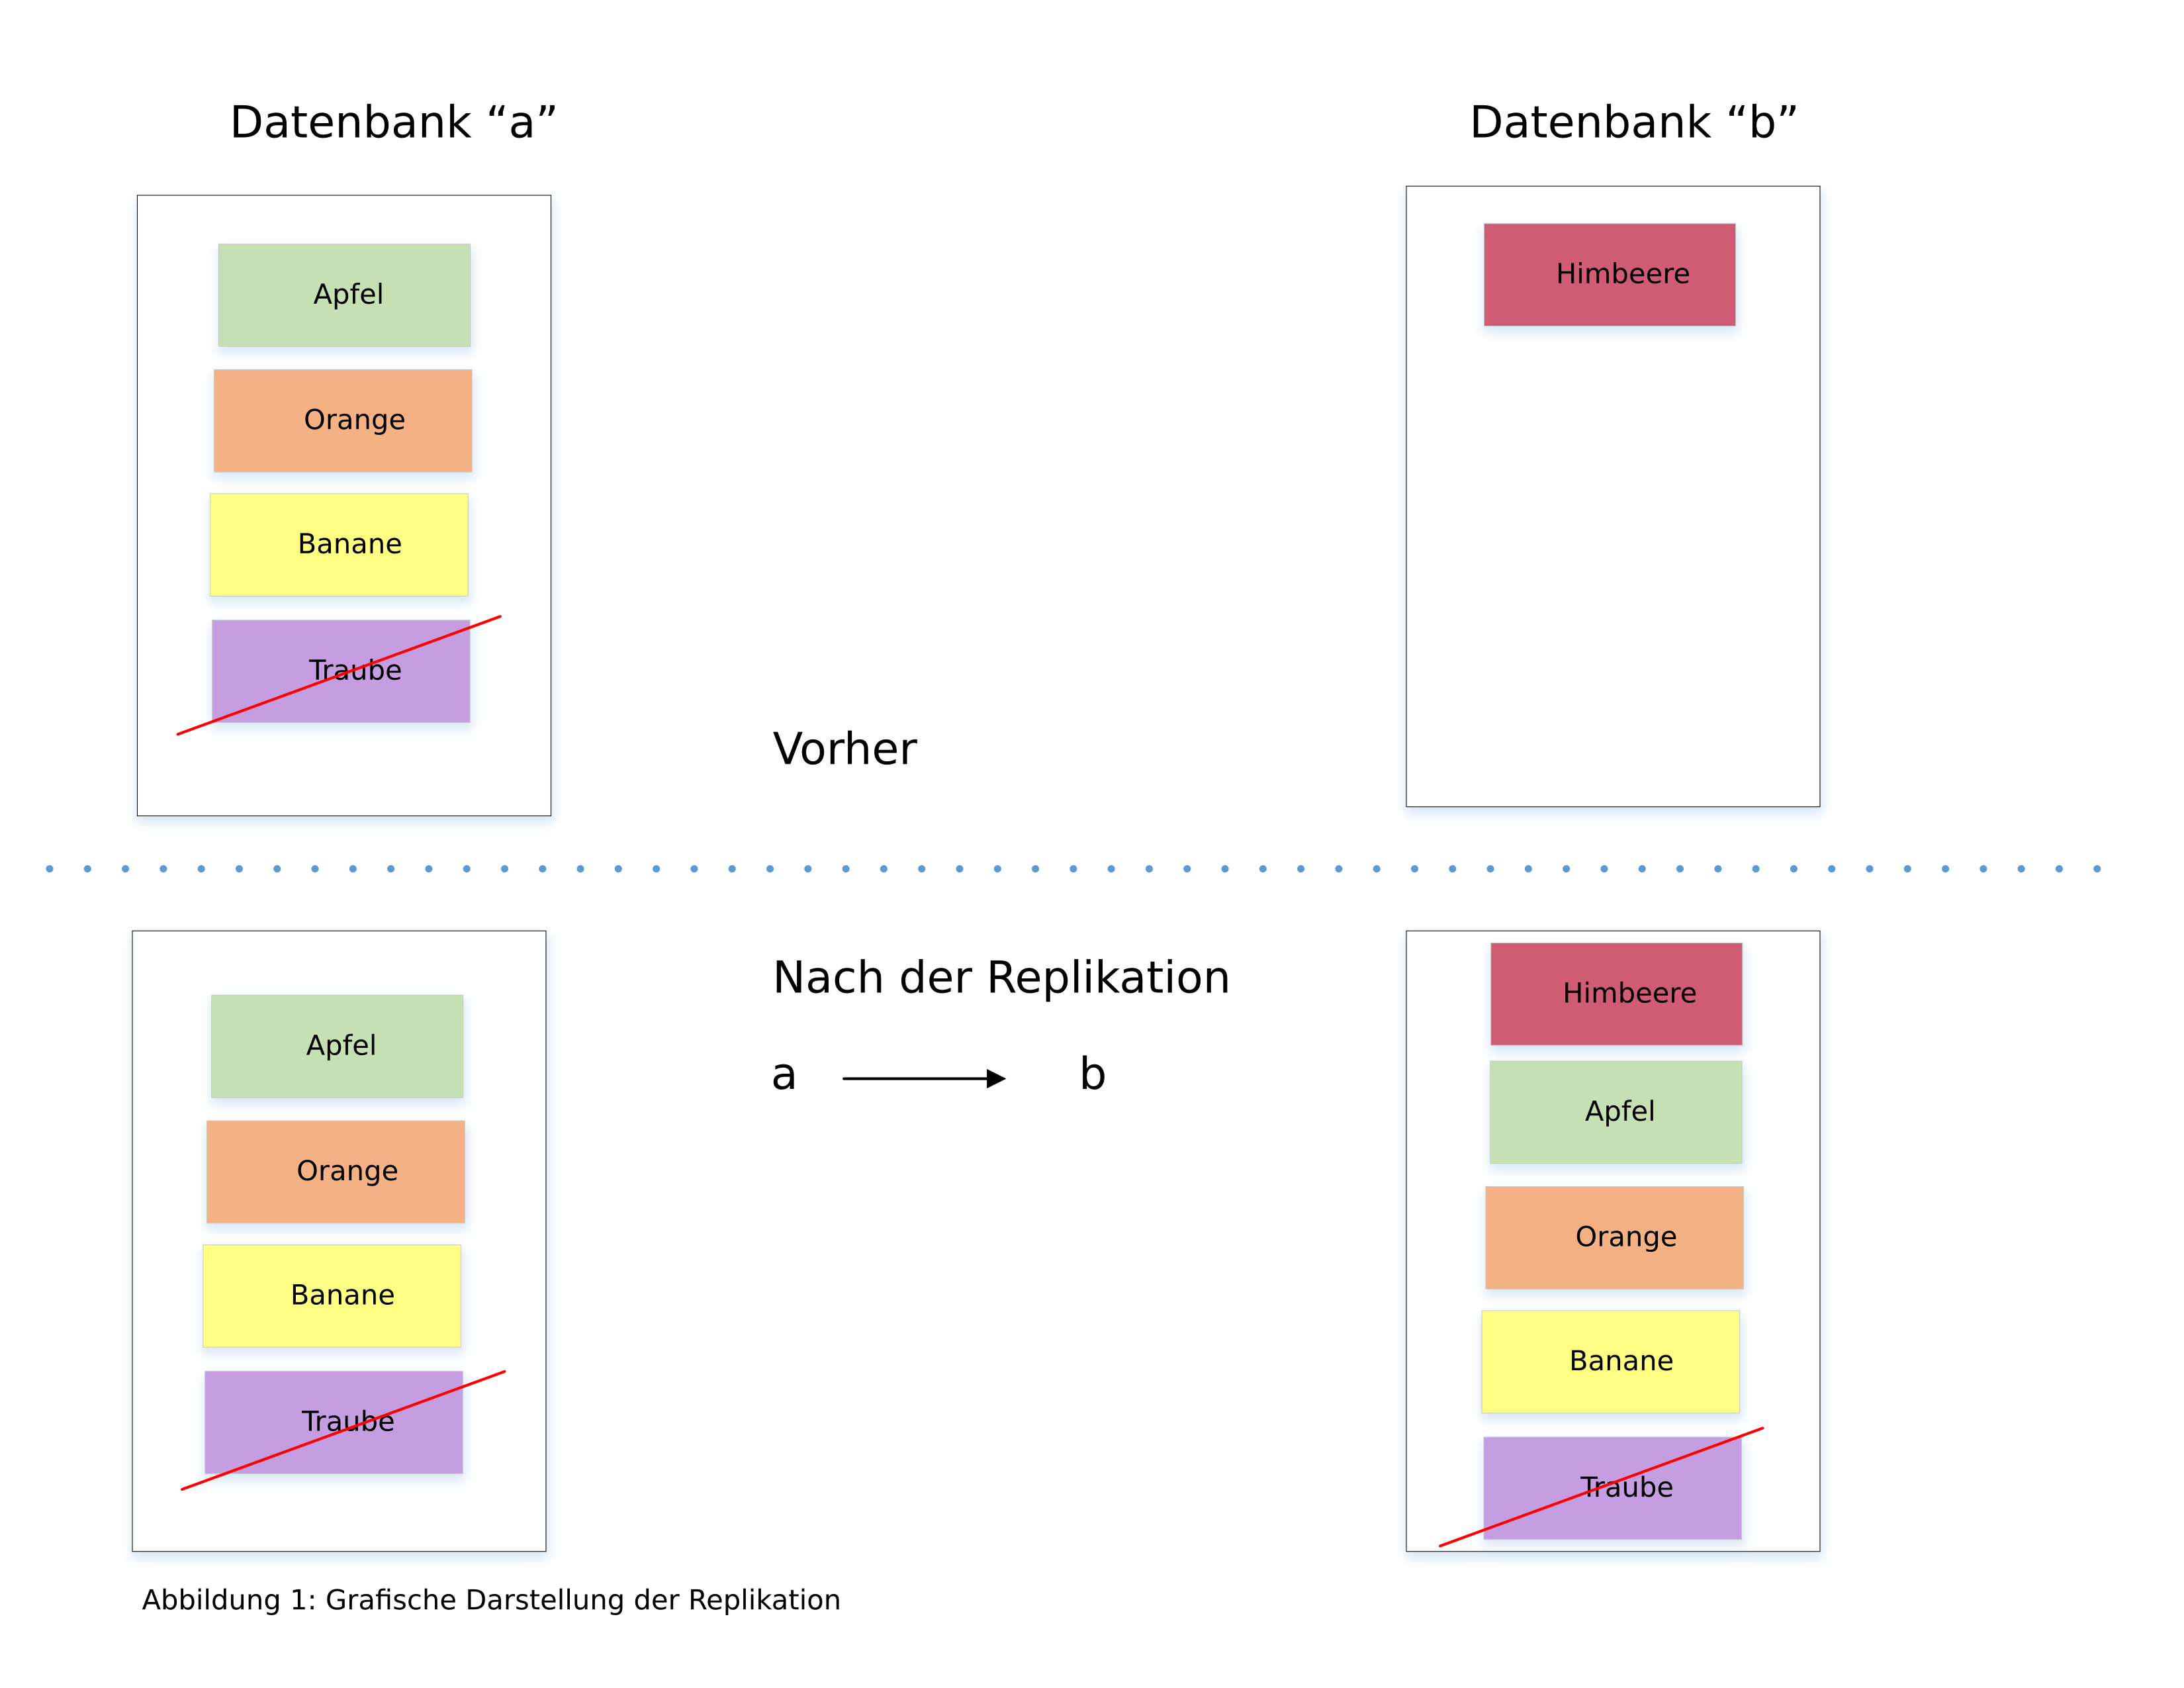 Datenbank “a”
Datenbank “b”
Apfel
Orange
Banane
Traube
Himbeere
Vorher
Nach der Replikation
a b
Apfel
Orange
Banane
Traube
Himbeere
Apfel
Orange
Banane
Traube
Abbildung 1: Grafische Darstellung der Replikation